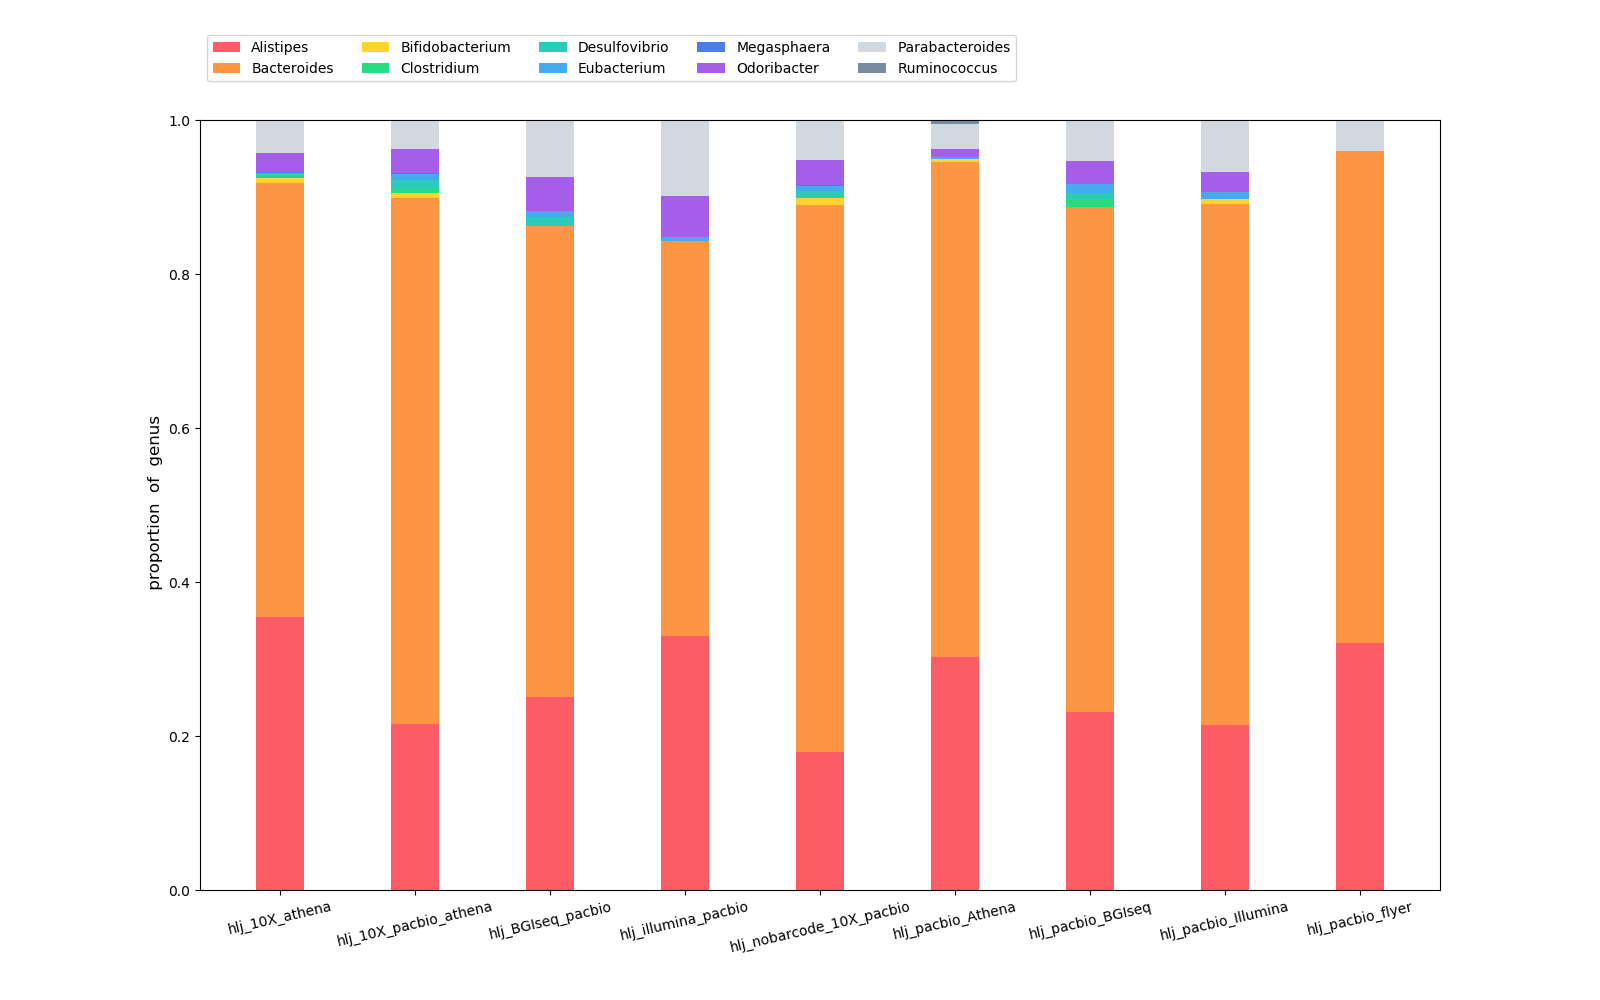 Alistipes Bifidobacterium Desulfovibrio Megasphaera Parabacteroides
Bacteroides Clostridium Eubacterium Odoribacter Ruminococcus
1.0
0.8
0.6
0.4
0.2
0.0
proportion of genus
hlj_10X_athena
hlj_10X_pacbio_athena
hlj_BGIseq_pacbio
hlj_illumina_pacbio
hlj_nobarcode_10X_pacbio
hlj_pacbio_Athena
hlj_pacbio_BGIseq
hlj_pacbio_Illumina
hlj_pacbio_flyer